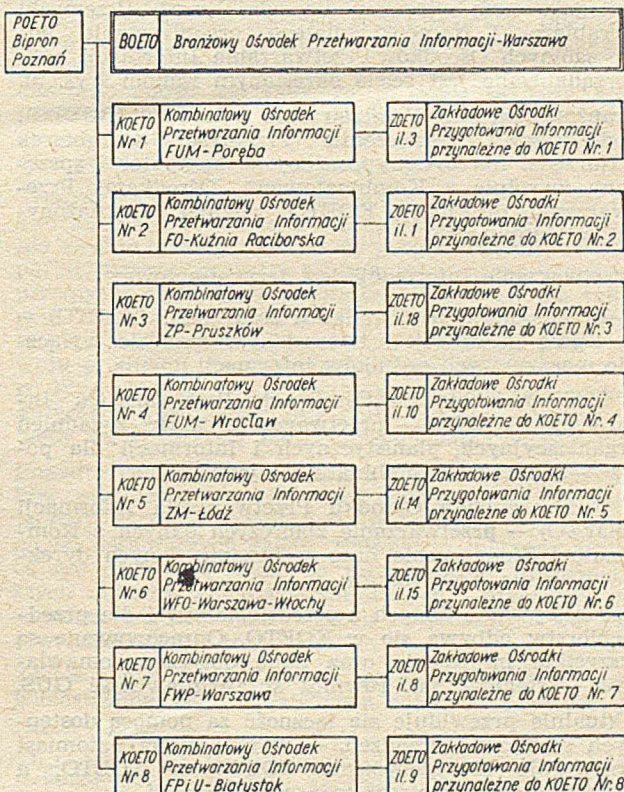 POETO
Bipron
Poznań
BOETO
Branżowy Ośrodek Przetwarzania Informacji-Warszawa
KOETO
Nr 1
Kombinatowy Ośrodek
Przetwarzania Informacji
FUM-Poręba
ZOETO
il.3
Zakładowe Ośrodki
Przygotowania Informacji
przynależne do KOETO Nr. 1
KOETO
Nr 2
Kombinatowy Ośrodek
Przetwarzania Informacji
FO-Kuźnia Raciborska
ZOETO
il. 1
Zakładowe Ośrodki
Przygotowania Informacji
przynależne do KOETO Nr. 2
KOETO
Nr 3
Kombinatowy Ośrodek
Przetwarzania Informacji
ZP-Pruszków
ZOETO
il.18
Zakładowe Ośrodki
Przygotowania Informacji
przynależne do KOETO Nr. 3
KOETO
Nr 4
Kombinatowy Ośrodek
Przetwarzania Informacji
FUM- Wrocław
ZOETO
il.10
Zakładowe Ośrodki
Przygotowania Informacji
przynależne do KOETO Nr. 4
KOETO
Nr 5
Kombinatowy Ośrodek
Przetwarzania Informacji
ZM-Łódź
ZOETO
il.14
Zakładowe Ośrodki
Przygotowania Informacji
przynależne do KOETO Nr. 5
KOETO
Nr 6
Kombinatowy Ośrodek
Przetwarzania Informacji
WFO-Warszawa-Włochy
ZOETO
il.15
Zakładowe Ośrodki
Przygotowania Informacji
przynależne do KOETO Nr. 6
KOETO
Nr 7
Kombinatowy Ośrodek
Przetwarzania Informacji
FWP-Warszawa
ZOETO
il.8
Zakładowe Ośrodki
Przygotowania Informacji
przynależne do KOETO Nr. 7
KOETO
Nr 8
Kombinatowy Ośrodek
Przetwarzania Informacji
FPiU-Białystok
ZOETO
il. 9
Zakładowe Ośrodki
Przygotowania Informacji
przynależne do KOETO Nr. 8